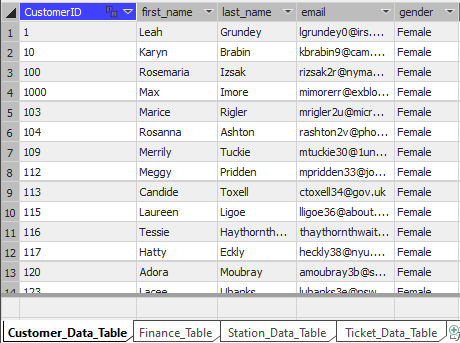 CustomerID first_name last_name email gender
1 1 Leah Grundey lgrundey0@irs.... Female
2 10 Karyn Brabin kbrabin9@cam.... Female
3 100 Rosemaria Izsak rizsak2r@nyma... Female
4 1000 Max Imore mimorerr@exblo... Female
5 103 Marice Rigler mrigler2u@micr... Female
6 104 Rosanna Ashton rashton2v@pho... Female
7 109 Merrily Tuckie mtuckie30@1un... Female
8 112 Meggy Pridden mpridden33@jo... Female
9 113 Candide Toxell ctoxell34@gov.uk Female
10 115 Laureen Ligoe lligoe36@about.... Female
11 116 Tessie Haythornth... thaythornthwait... Female
12 117 Hatty Eckly heckly38@nyu.... Female
13 120 Adora Moubray amoubray3b@s... Female
14 123 Lacee Ubanks lubanks3e@nsw... Female
Customer_Data_Table Finance_Table Station_Data_Table Ticket_Data_Table